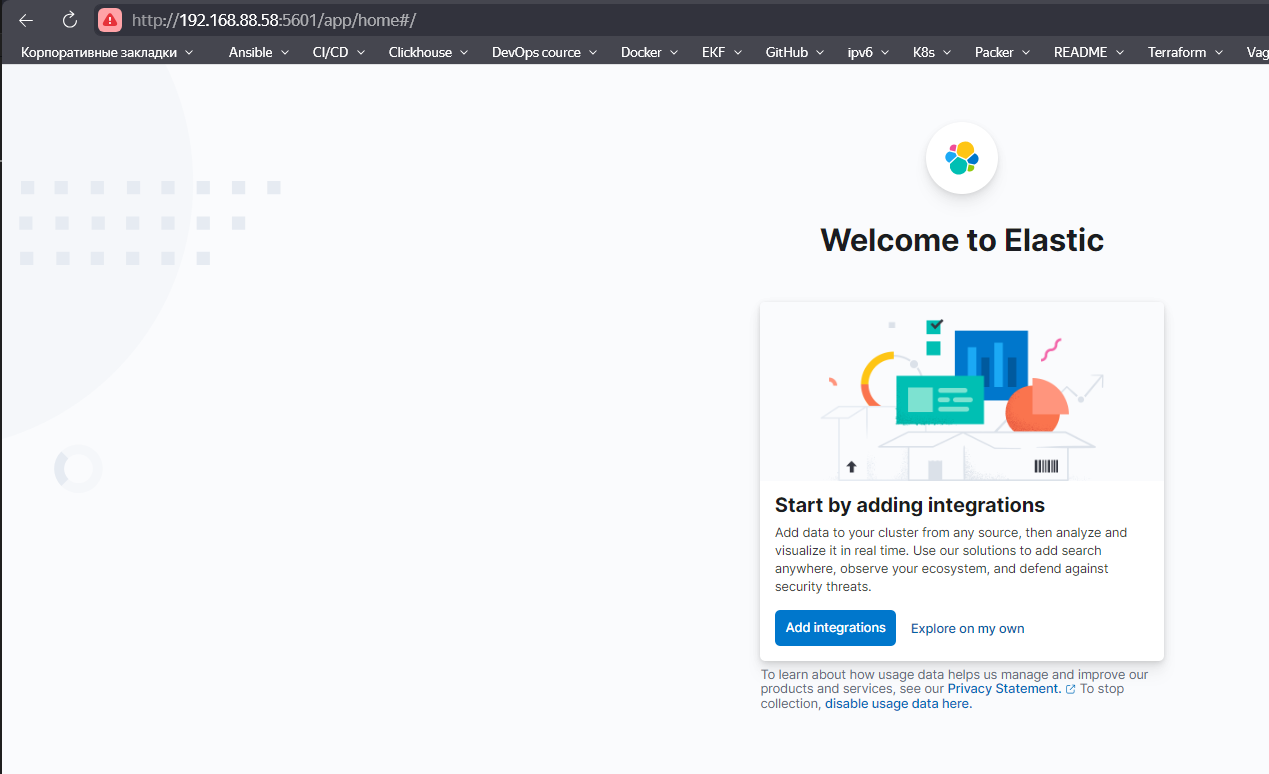 http://192.168.88.58:5601/app/home#/
Корпоративные закладки Ansible CI/CD Clickhouse DevOps cource Docker EKF GitHub ipv6 K8s Packer README Terraform Vag
Welcome to Elastic
Start by adding integrations
Add data to your cluster from any source, then analyze and
visualize it in real time. Use our solutions to add search
anywhere, observe your ecosystem, and defend against
security threats.
Add integrations Explore on my own
To learn about how usage data helps us manage and improve our
products and services, see our Privacy Statement. To stop
collection, disable usage data here.